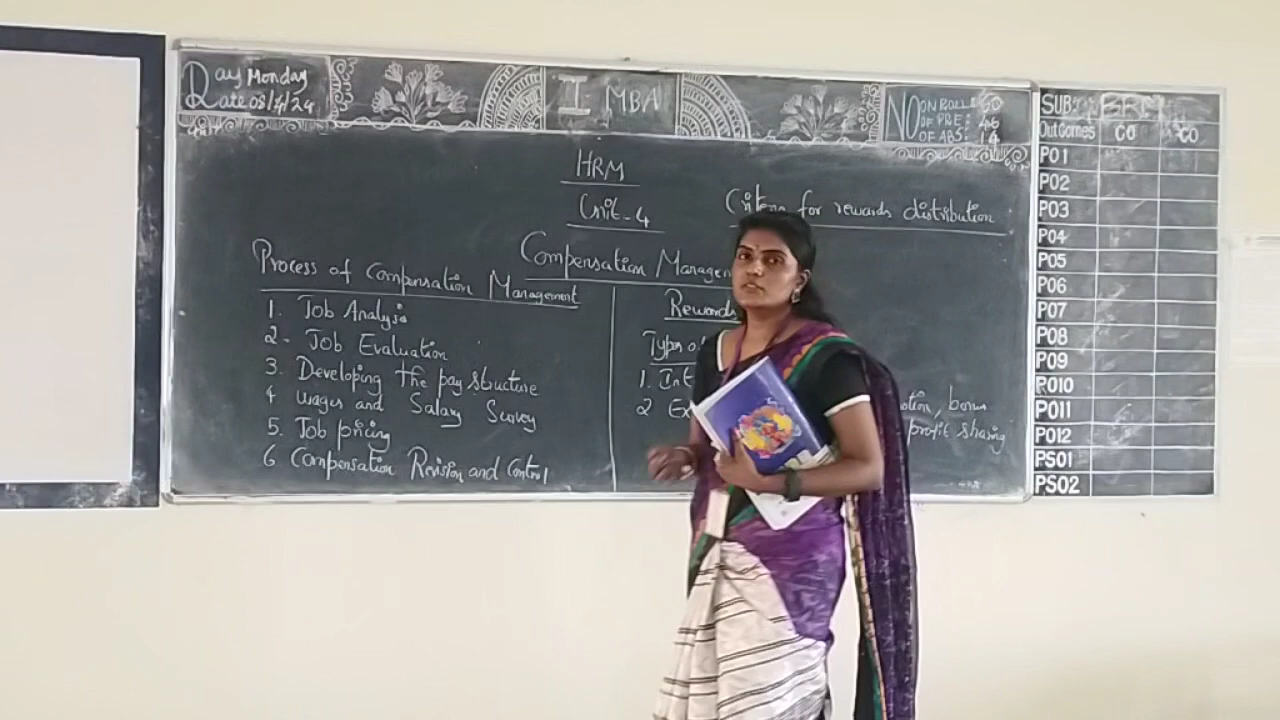 Day Monday
Date 08/4/24
I MBA
NO
ON ROLL: 60
OF PRE: 46
OF ABS: 14
HRM
Unit-4
Compensation Managem
Process of Compensation Management
1. Job Analysis
2. Job Evaluation
3. Developing the pay structure
4 Wages and Salary Survey
5. Job pricing
6 Compensation Revision and Control
Criteria for rewards distribution
Rewards
Types o
1. Int
2 Ex
otion, bonus
profit sharing
SUB:
OutComes CO CO
PO1
PO2
PO3
PO4
PO5
PO6
PO7
PO8
PO9
PO10
PO11
PO12
PSO1
PSO2